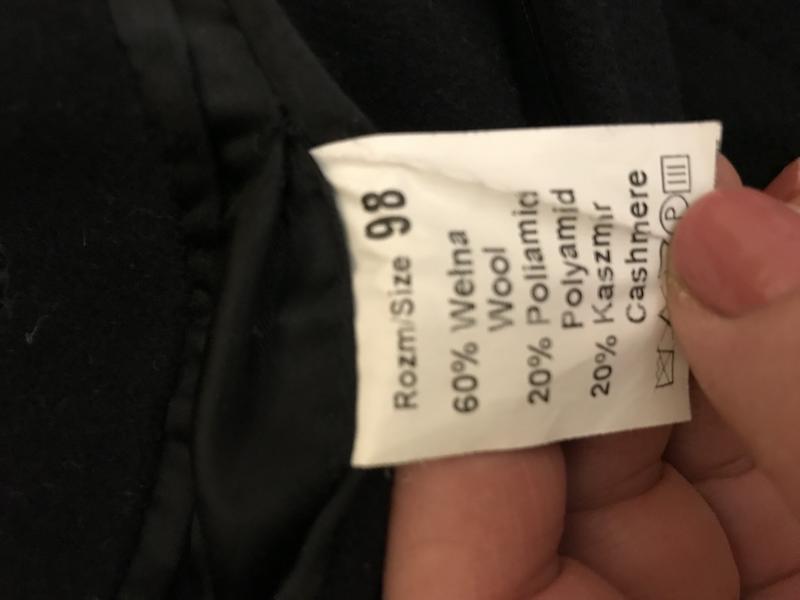 Rozm/Size 98
60% Wełna
Wool
20% Poliamid
Polyamid
20% Kaszmir
Cashmere
P